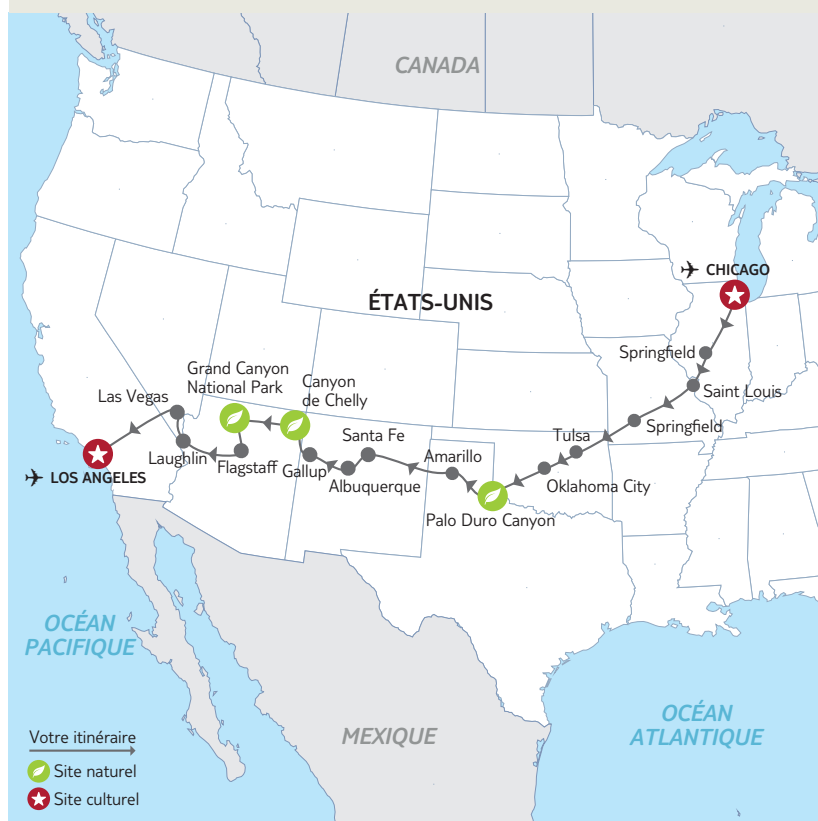 CANADA
CHICAGO
ÉTATS-UNIS
Springfield
Grand Canyon
National Park
Canyon
de Chelly
Las Vegas
Saint Louis
Springfield
Tulsa
Santa Fe
Amarillo
Laughlin
Flagstaff
Gallup
LOS ANGELES
Albuquerque
Oklahoma City
Palo Duro Canyon
OCÉAN
PACIFIQUE
OCÉAN
ATLANTIQUE
MEXIQUE
Votre itinéraire
Site naturel
Site culturel